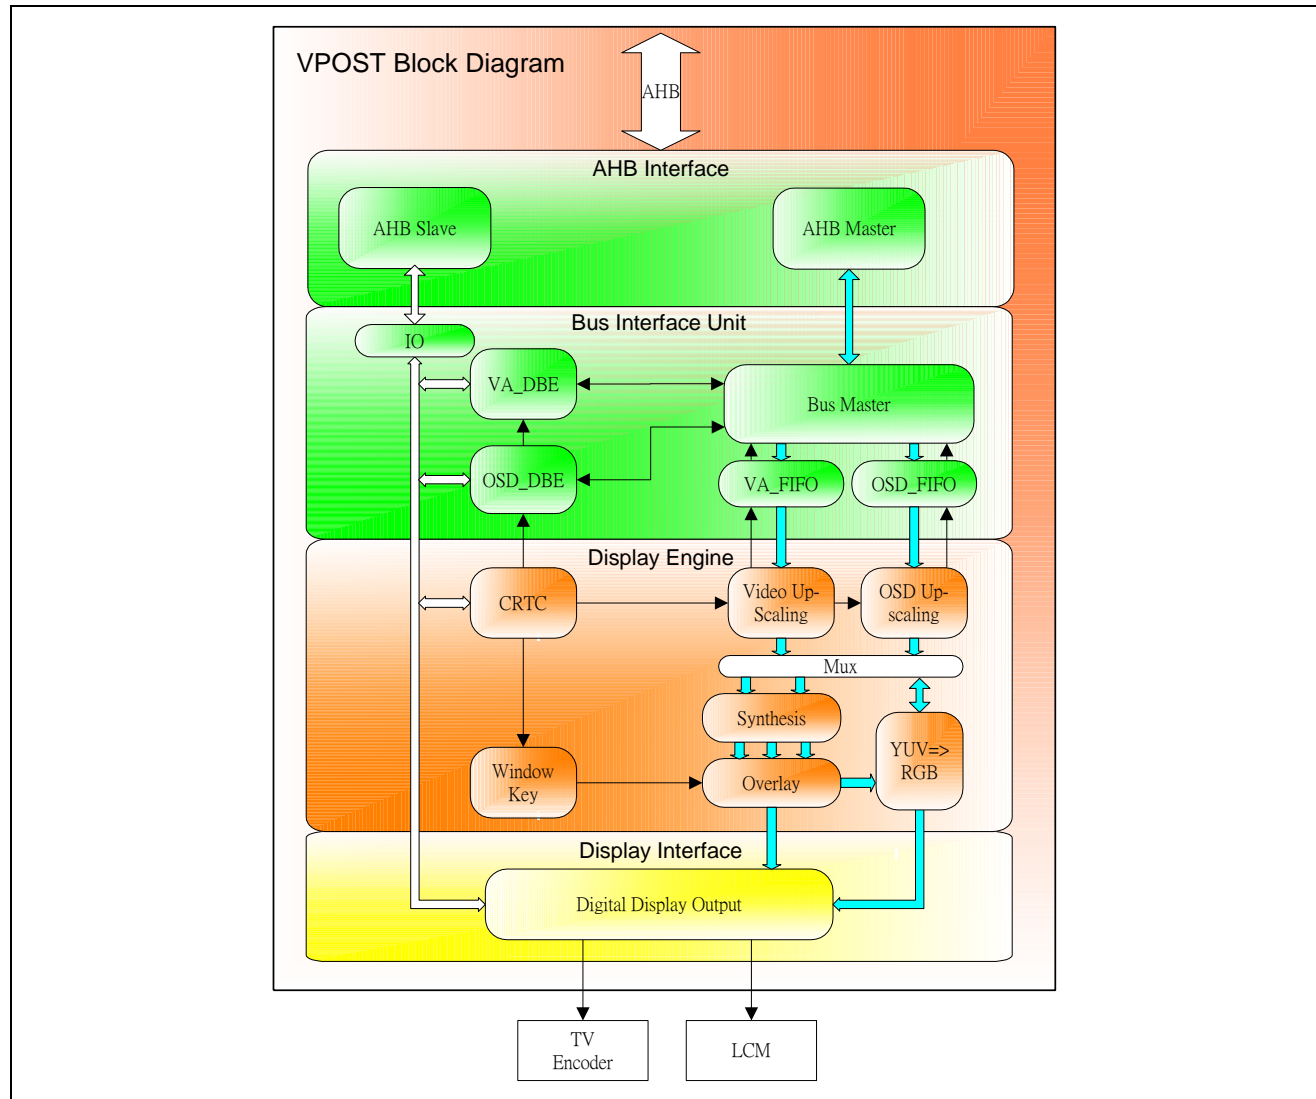 VPOST Block Diagram
AHB
AHB Interface
AHB Slave
AHB Master
Bus Interface Unit
IO
VA_DBE
Bus Master
OSD_DBE
VA_FIFO
OSD_FIFO
Display Engine
CRTC
Video Up-
Scaling
OSD Up-
scaling
Mux
Synthesis
YUV=>
RGB
Window
Key
Overlay
Display Interface
Digital Display Output
TV
Encoder
LCM